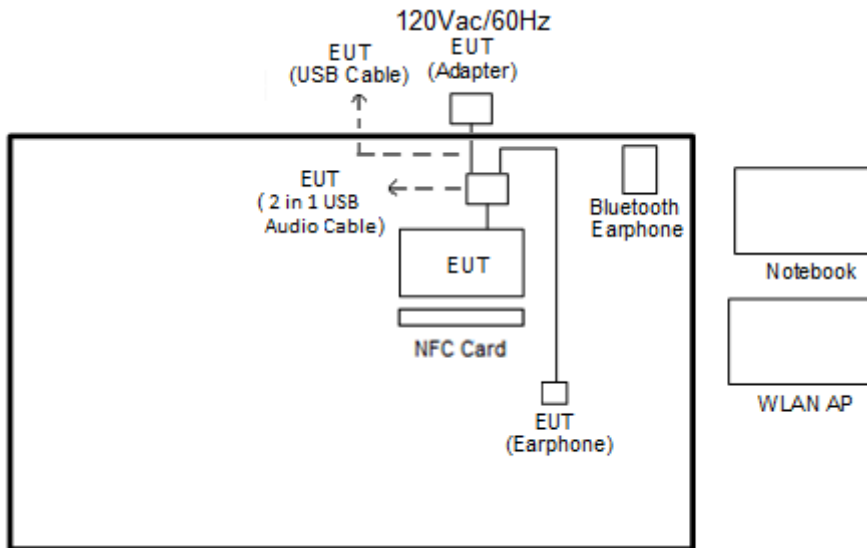 120Vac/60Hz
EUT
(USB Cable)
EUT
(Adapter)
EUT
( 2 in 1 USB
Audio Cable)
Bluetooth
Earphone
EUT
Notebook
NFC Card
WLAN AP
EUT
(Earphone)